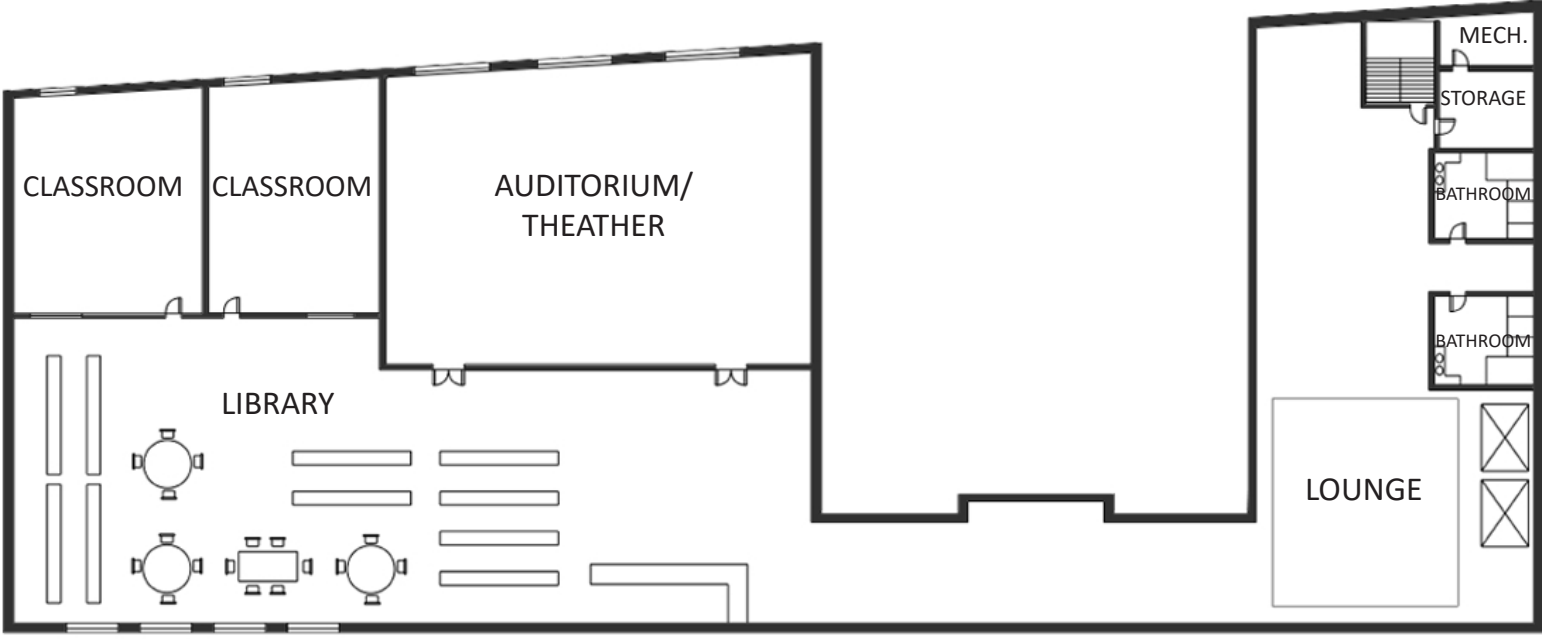 MECH.
STORAGE
CLASSROOM
CLASSROOM
AUDITORIUM/
THEATHER
BATHROOM
BATHROOM
LIBRARY
LOUNGE